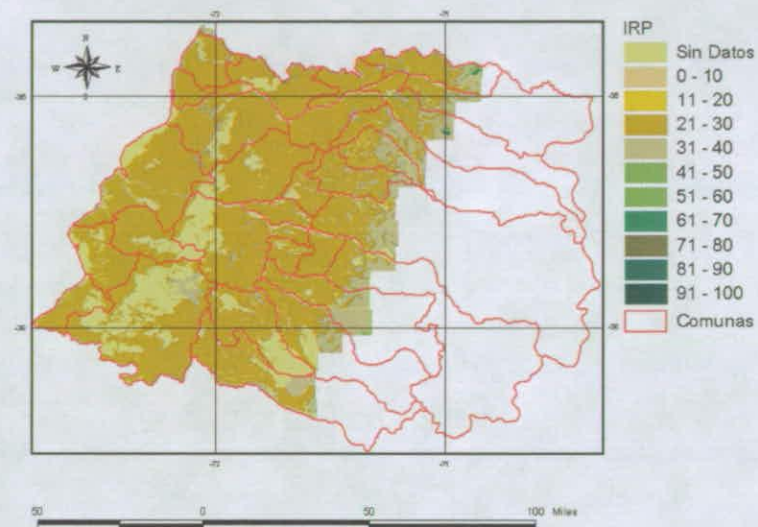 IRP
Sin Datos
0 - 10
11 - 20
21 - 30
31 - 40
41 - 50
51 - 60
61 - 70
71 - 80
81 - 90
91 - 100
Comunas
N
W
E
50
0
50
100 Miles